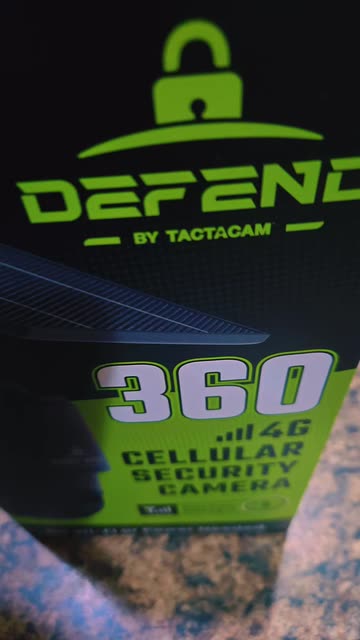 DEFEND
BY TACTACAM
360
4G
CELLULAR
SECURITY
CAMERA